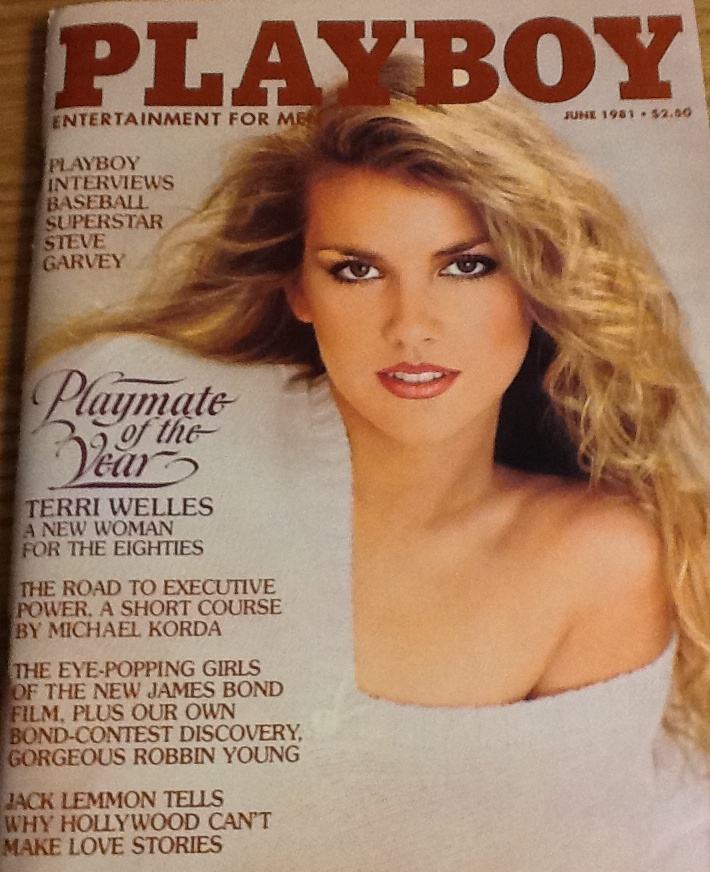 PLAYBOY
ENTERTAINMENT FOR MEN
JUNE 1981 • $2.50
PLAYBOY
INTERVIEWS
BASEBALL
SUPERSTAR
STEVE
GARVEY
Playmate
of the
Year
TERRI WELLES
A NEW WOMAN
FOR THE EIGHTIES
THE ROAD TO EXECUTIVE
POWER. A SHORT COURSE
BY MICHAEL KORDA
THE EYE-POPPING GIRLS
OF THE NEW JAMES BOND
FILM, PLUS OUR OWN
BOND-CONTEST DISCOVERY,
GORGEOUS ROBBIN YOUNG
JACK LEMMON TELLS
WHY HOLLYWOOD CAN'T
MAKE LOVE STORIES